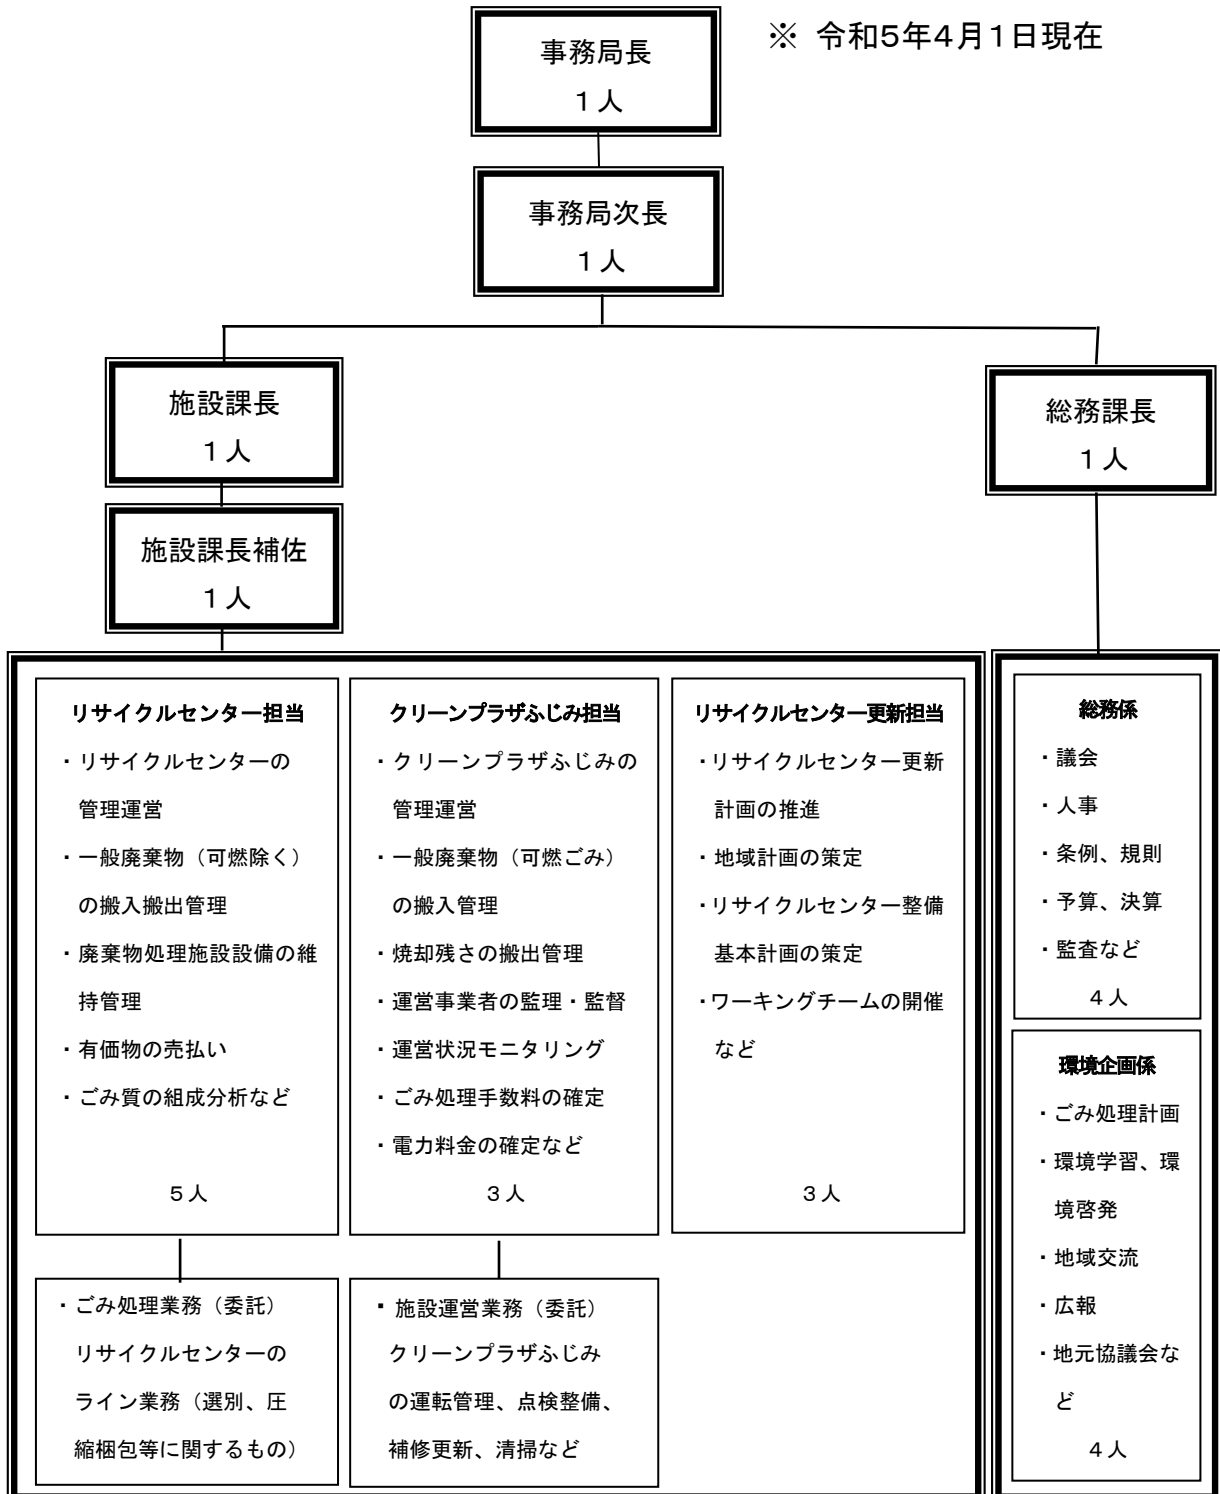 ※ 令和5年4月1日現在
事務局長
1人
事務局次長
1人
施設課長
1人
総務課長
1人
施設課長補佐
1人
リサイクルセンター担当
・リサイクルセンターの
管理運営
・一般廃棄物（可燃除く）
の搬入搬出管理
・廃棄物処理施設設備の維
持管理
・有価物の売払い
・ごみ質の組成分析など
5人
クリーンプラザふじみ担当
・クリーンプラザふじみの
管理運営
・一般廃棄物（可燃ごみ）
の搬入管理
・焼却残さの搬出管理
・運営事業者の監理・監督
・運営状況モニタリング
・ごみ処理手数料の確定
・電力料金の確定など
3人
リサイクルセンター更新担当
・リサイクルセンター更新
計画の推進
・地域計画の策定
・リサイクルセンター整備
基本計画の策定
・ワーキングチームの開催
など
3人
・ごみ処理業務（委託）
リサイクルセンターの
ライン業務（選別、圧
縮梱包等に関するもの）
・施設運営業務（委託）
クリーンプラザふじみ
の運転管理、点検整備、
補修更新、清掃など
総務係
・議会
・人事
・条例、規則
・予算、決算
・監査など
4人
環境企画係
・ごみ処理計画
・環境学習、環
境啓発
・地域交流
・広報
・地元協議会な
ど
4人